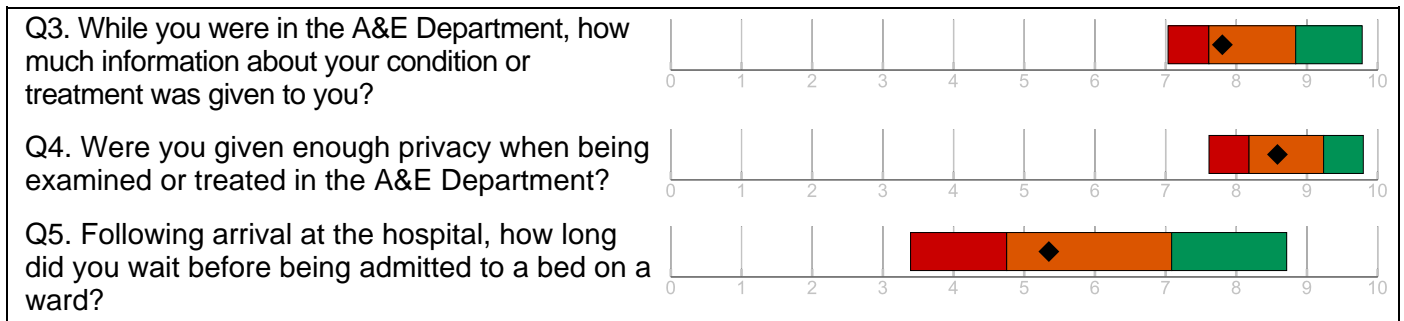 Q3. While you were in the A&E Department, how
much information about your condition or
treatment was given to you?
0 1 2 3 4 5 6 7 8 9 10
Q4. Were you given enough privacy when being
examined or treated in the A&E Department?
0 1 2 3 4 5 6 7 8 9 10
Q5. Following arrival at the hospital, how long
did you wait before being admitted to a bed on a
ward?
0 1 2 3 4 5 6 7 8 9 10